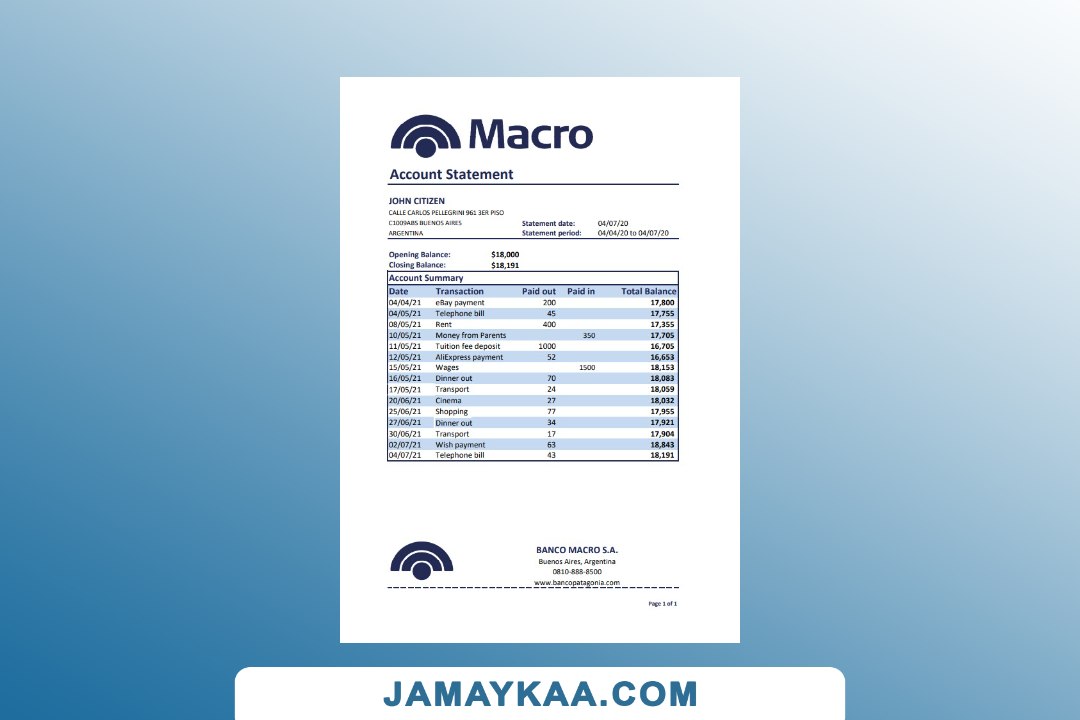 Macro
Account Statement
JOHN CITIZEN
CALLE CARLOS PELLEGRINI 961 3ER PISO
C1009ABS BUENOS AIRES Statement date: 04/07/20
ARGENTINA Statement period: 04/04/20 to 04/07/20
Opening Balance: $18,000
Closing Balance: $18,191
Account Summary
Date Transaction Paid out Paid in Total Balance
04/04/21 eBay payment 200 17,800
04/05/21 Telephone bill 45 17,755
08/05/21 Rent 400 17,355
10/05/21 Money from Parents 350 17,705
11/05/21 Tuition fee deposit 1000 16,705
12/05/21 AliExpress payment 52 16,653
15/05/21 Wages 1500 18,153
16/05/21 Dinner out 70 18,083
17/05/21 Transport 24 18,059
20/06/21 Cinema 27 18,032
25/06/21 Shopping 77 17,955
27/06/21 Dinner out 34 17,921
30/06/21 Transport 17 17,904
02/07/21 Wish payment 63 18,843
04/07/21 Telephone bill 43 18,191
BANCO MACRO S.A.
Buenos Aires, Argentina
0810-888-8500
www.bancopatagonia.com
Page 1 of 1
JAMAYKAA.COM